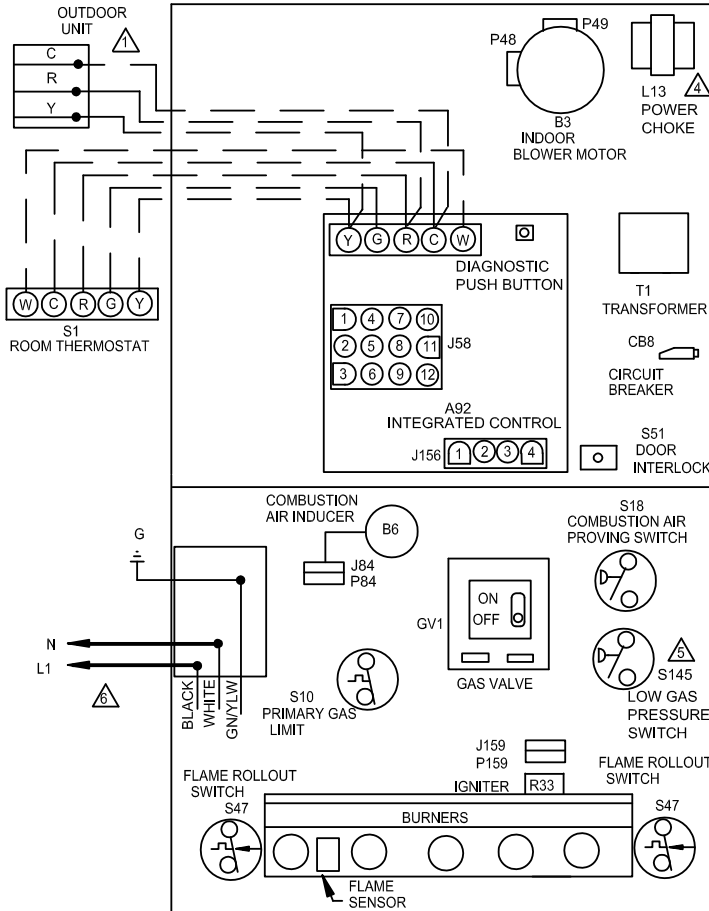 OUTDOOR
UNIT
1
C
R
Y
P48
P49
B3
INDOOR
BLOWER MOTOR
L13
4
POWER
CHOKE
Y G R C W
DIAGNOSTIC
PUSH BUTTON
T1
TRANSFORMER
W C R G Y
S1
ROOM THERMOSTAT
1 4 7 10
2 5 8 11
3 6 9 12
J58
CB8
CIRCUIT
BREAKER
A92
INTEGRATED CONTROL
J156
1 2 3 4
S51
DOOR
INTERLOCK
COMBUSTION
AIR INDUCER
B6
J84
P84
S18
COMBUSTION AIR
PROVING SWITCH
G
N
L1
6
BLACK
WHITE
GN/YLW
ON
OFF
GV1
GAS VALVE
5
S145
LOW GAS
PRESSURE
SWITCH
S10
PRIMARY GAS
LIMIT
J159
P159
IGNITER
R33
FLAME ROLLOUT
SWITCH
S47
FLAME ROLLOUT
SWITCH
S47
BURNERS
FLAME
SENSOR